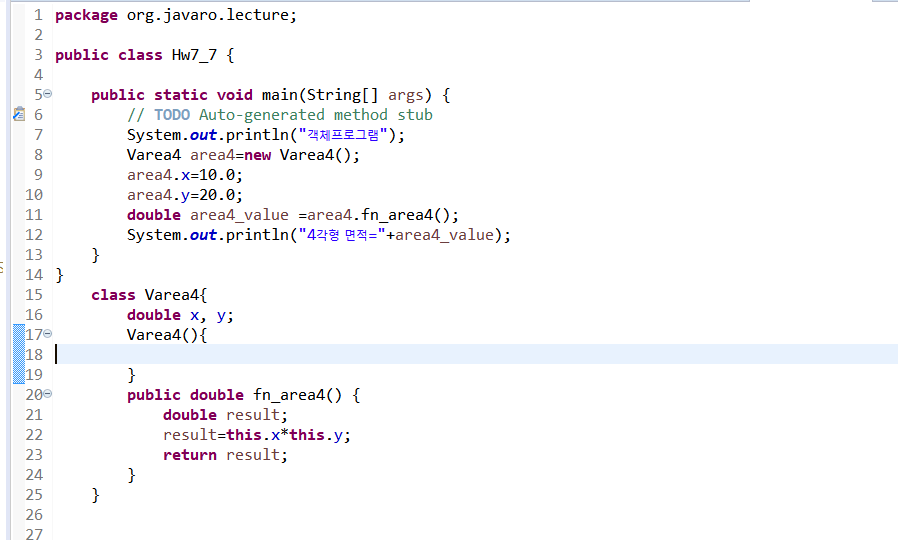 1 package org.javaro.lecture;
2
3 public class Hw7_7 {
4
5 public static void main(String[] args) {
6 // TODO Auto-generated method stub
7 System.out.println("객체프로그램");
8 Varea4 area4=new Varea4();
9 area4.x=10.0;
10 area4.y=20.0;
11 double area4_value =area4.fn_area4();
12 System.out.println("4각형 면적="+area4_value);
13 }
14 }
15 class Varea4{
16 double x, y;
17 Varea4(){
18
19 }
20 public double fn_area4() {
21 double result;
22 result=this.x*this.y;
23 return result;
24 }
25 }
26
27